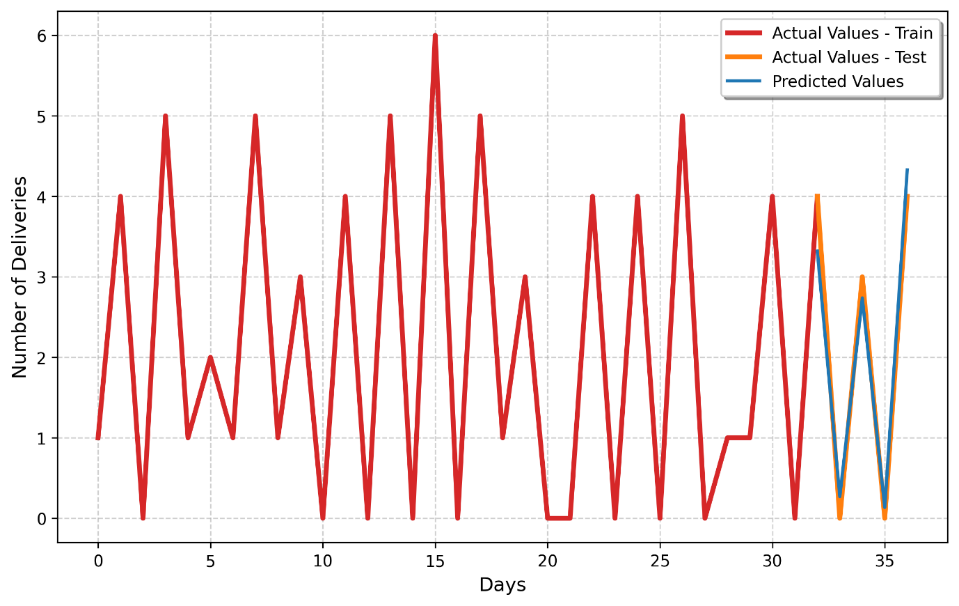 Actual Values - Train
Actual Values - Test
Predicted Values
Number of Deliveries
6
5
4
3
2
1
0
0 5 10 15 20 25 30 35
Days